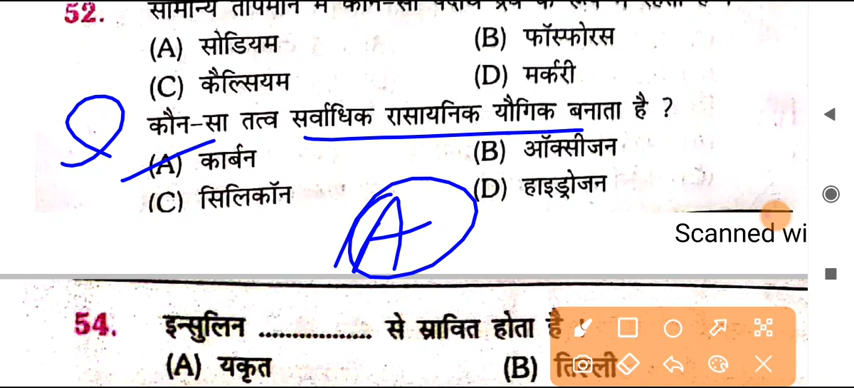 52. सामान्य तापमान में कौन-सा
(A) सोडियम (B) फॉस्फोरस
(C) कैल्सियम (D) मर्करी
कौन-सा तत्व सर्वाधिक रासायनिक यौगिक बनाता है ?
(A) कार्बन (B) ऑक्सीजन
(C) सिलिकॉन (D) हाइड्रोजन
A
Scanned wi
54. इन्सुलिन .................. से स्रावित होता है
(A) यकृत (B) तिल्ली